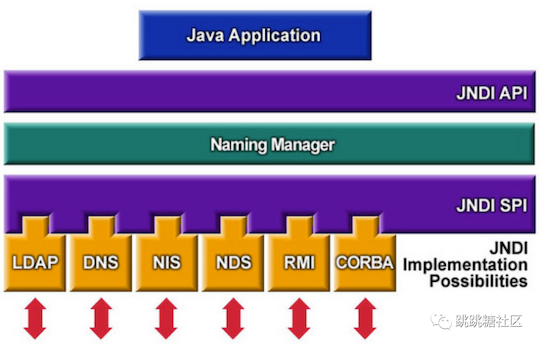 Java Application
JNDI API
Naming Manager
JNDI SPI
LDAP
DNS
NIS
NDS
RMI
CORBA
JNDI
Implementation
Possibilities
跳跳糖社区